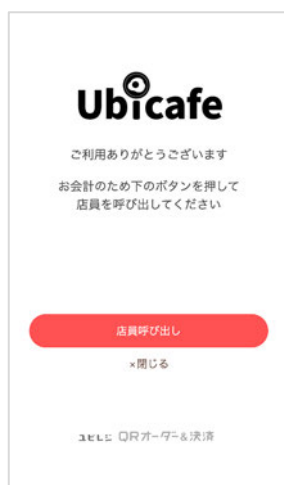 Ubicafe
ご利用ありがとうございます
お会計のため下のボタンを押して
店員を呼び出してください
店員呼び出し
×閉じる
ユビレジ QRオーダー&決済